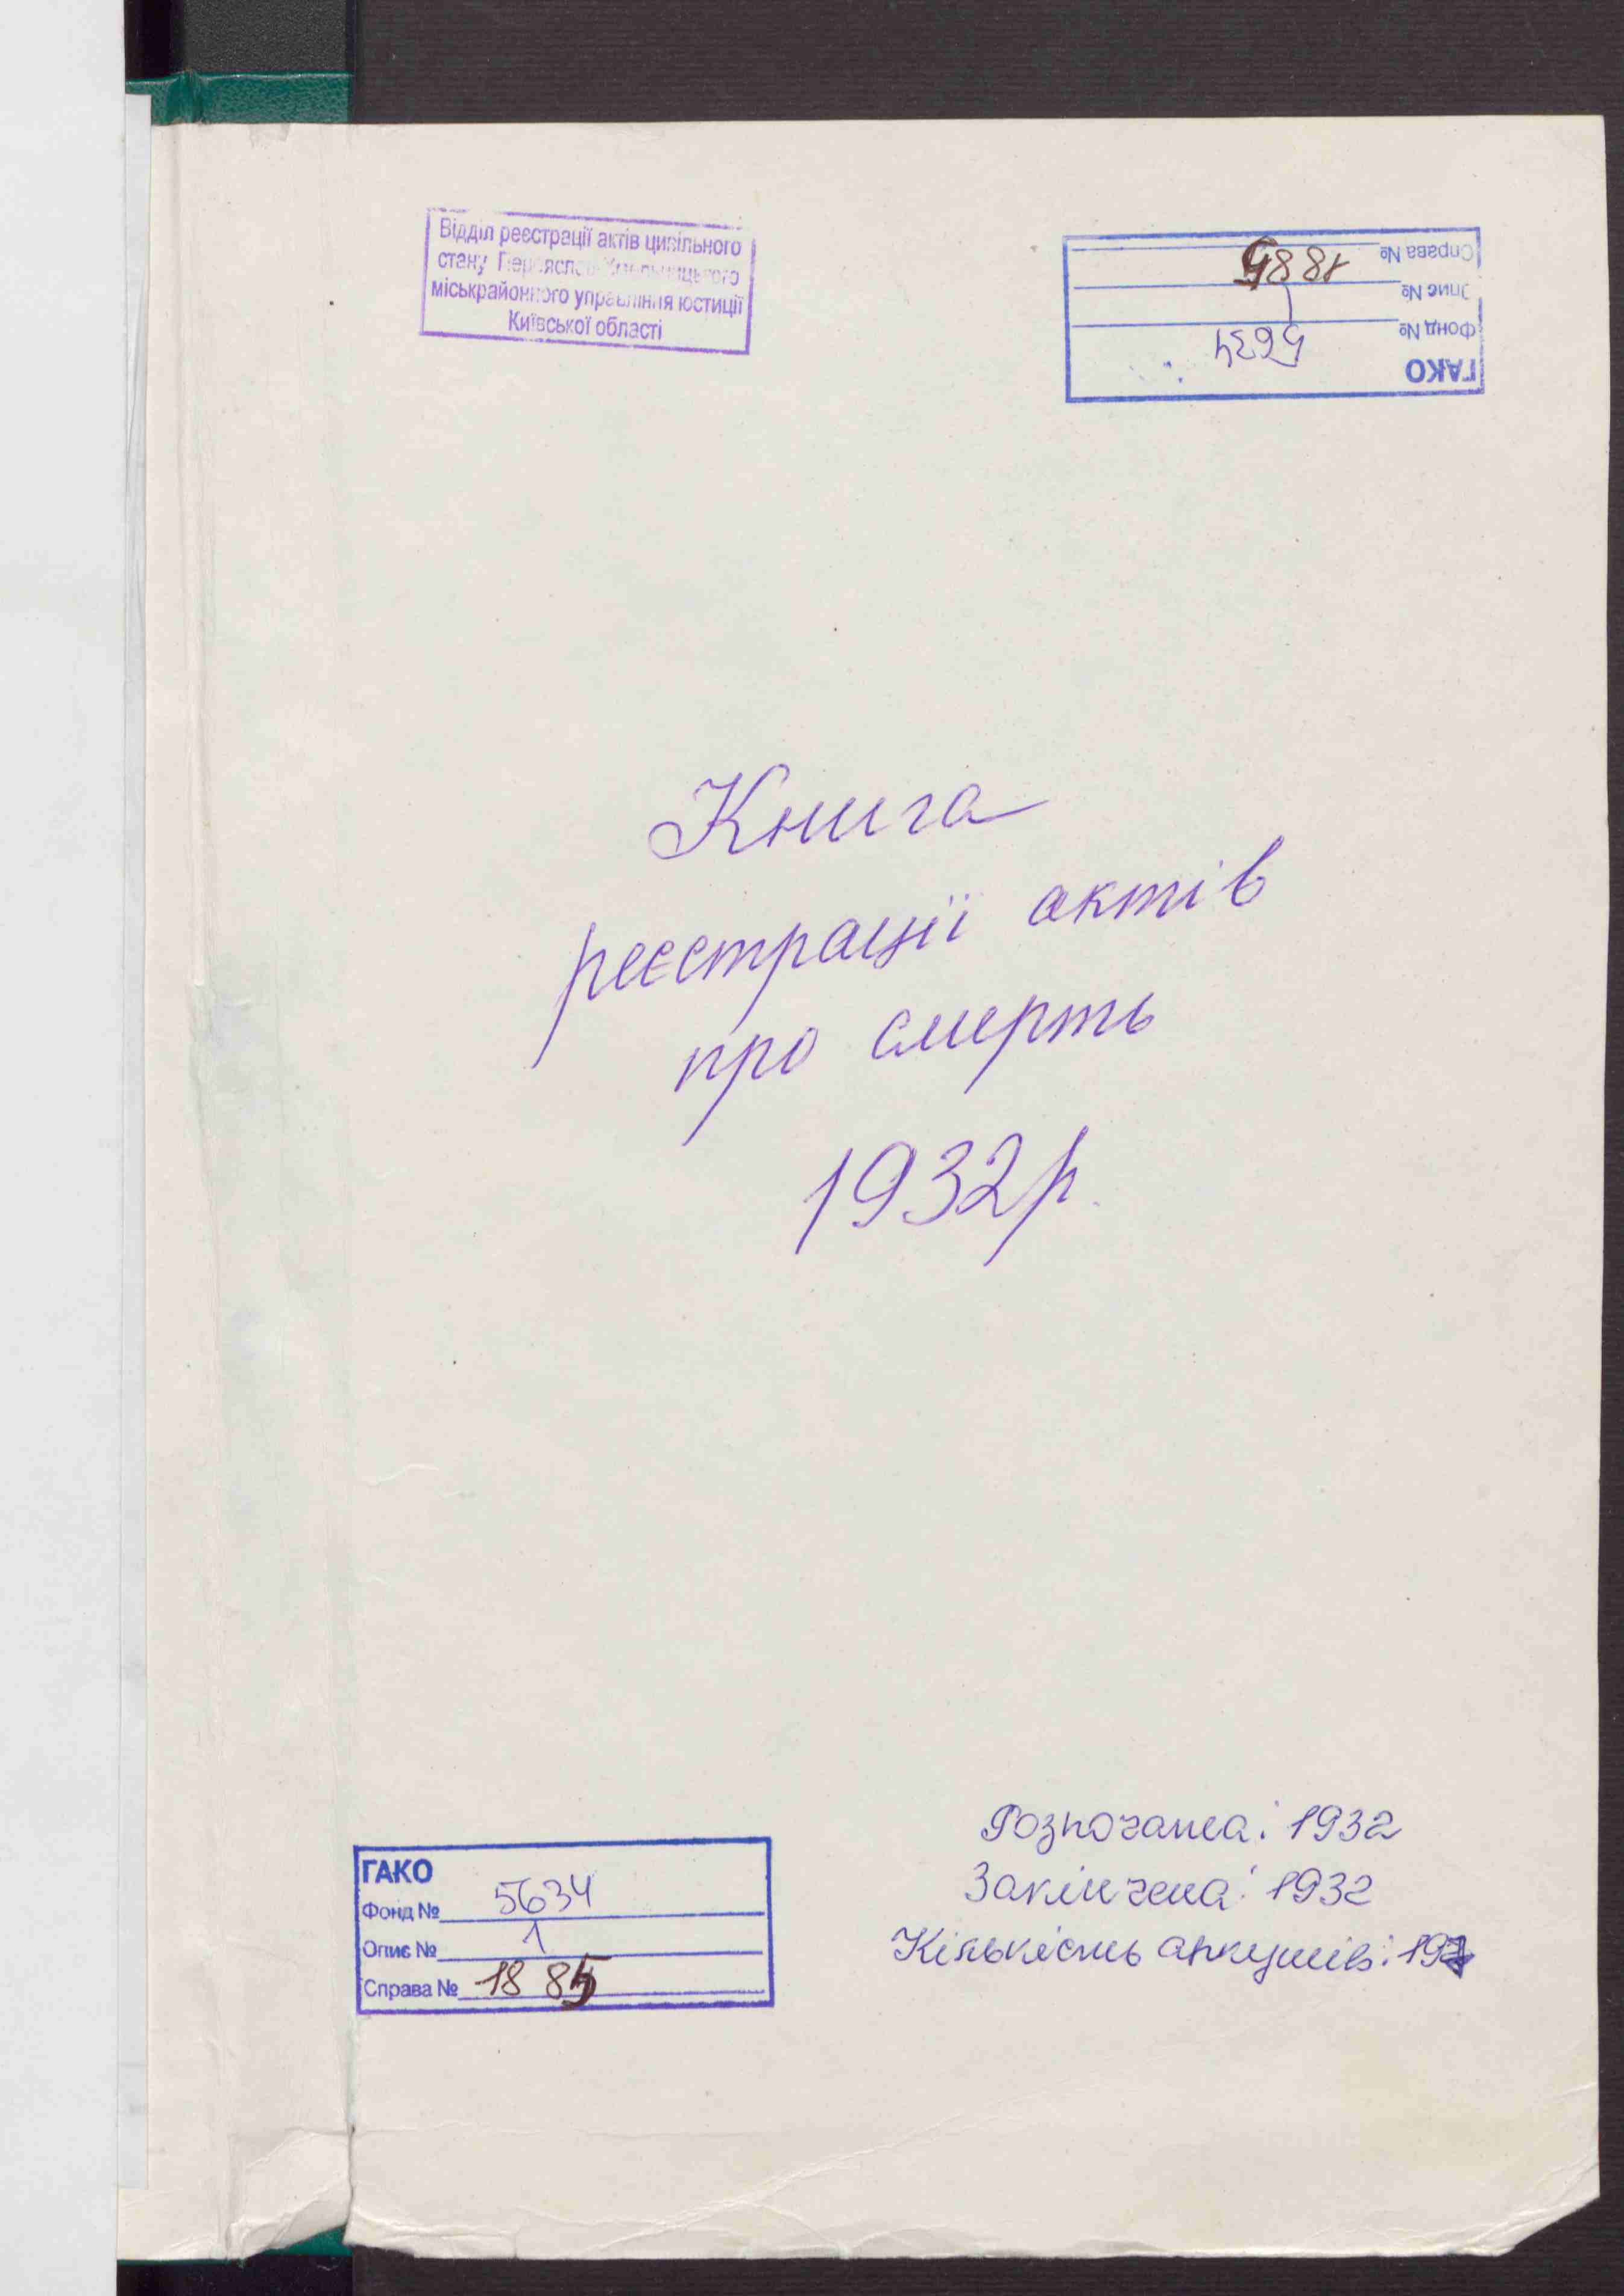 Відділ реєстрації актів цивільного
стану Переяслав-Хмельницького
міськрайонного управління юстиції
Київської області
ГАКО
Фонд № 5634
Опис № 1
Справа № 1885
Книга
реєстрації актів
про смерть
1932р.
Розпочата: 1932
Закінчена: 1932
Кількість аркушів:
ГАКО
Фонд № 5634
Опис № 1
Справа № 1885